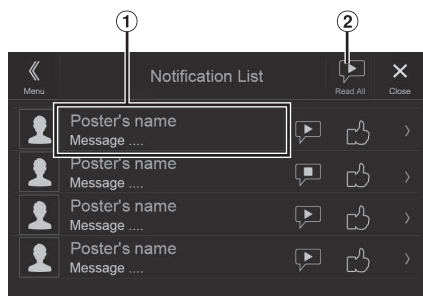 ① ②
Menu Notification List Read All Close
Poster's name
Message ....
Poster's name
Message ....
Poster's name
Message ....
Poster's name
Message ....